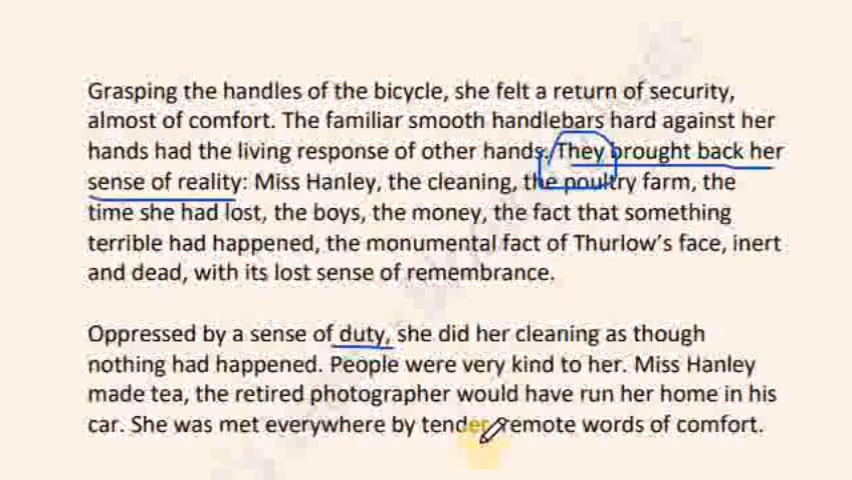 Grasping the handles of the bicycle, she felt a return of security,
almost of comfort. The familiar smooth handlebars hard against her
hands had the living response of other hands. They brought back her
sense of reality: Miss Hanley, the cleaning, the poultry farm, the
time she had lost, the boys, the money, the fact that something
terrible had happened, the monumental fact of Thurlow's face, inert
and dead, with its lost sense of remembrance.
Oppressed by a sense of duty, she did her cleaning as though
nothing had happened. People were very kind to her. Miss Hanley
made tea, the retired photographer would have run her home in his
car. She was met everywhere by tender, remote words of comfort.